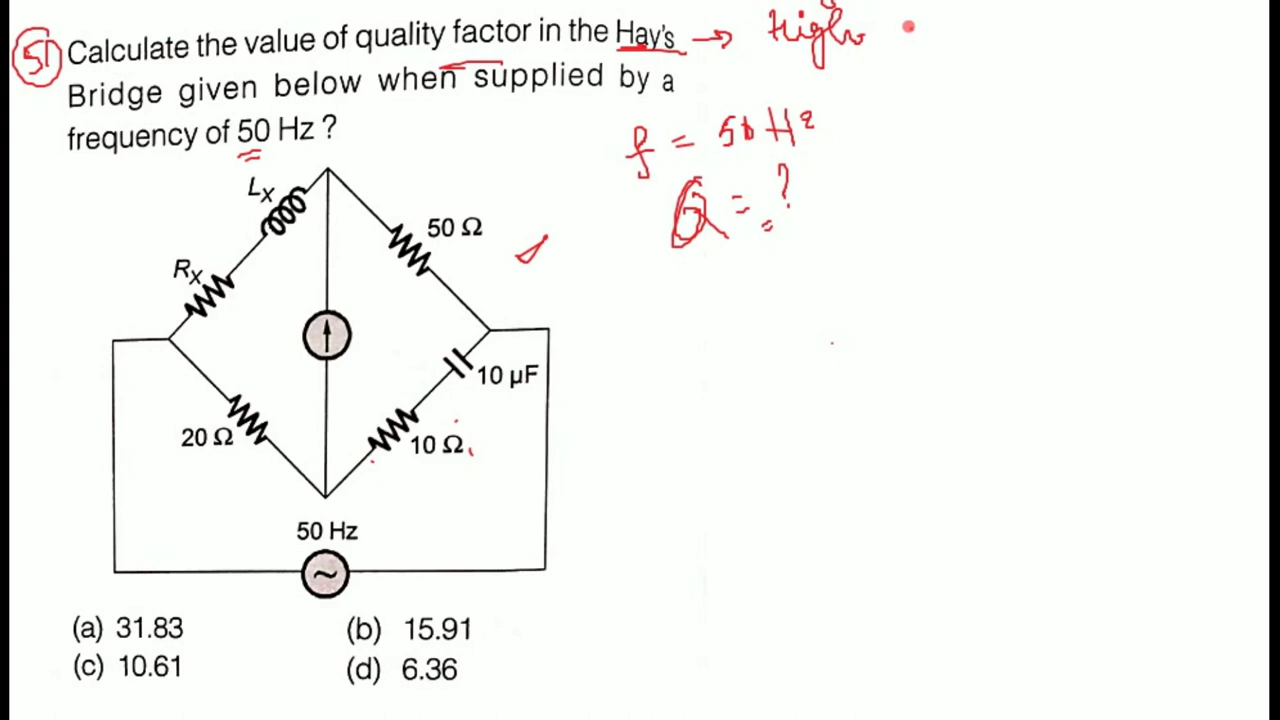 51 Calculate the value of quality factor in the Hay's → High
Bridge given below when supplied by a
frequency of 50 Hz ?
f = 50 Hz
Q = ?
Lx
50 Ω
Rx
10 μF
20 Ω
10 Ω
50 Hz
~
(a) 31.83 (b) 15.91
(c) 10.61 (d) 6.36